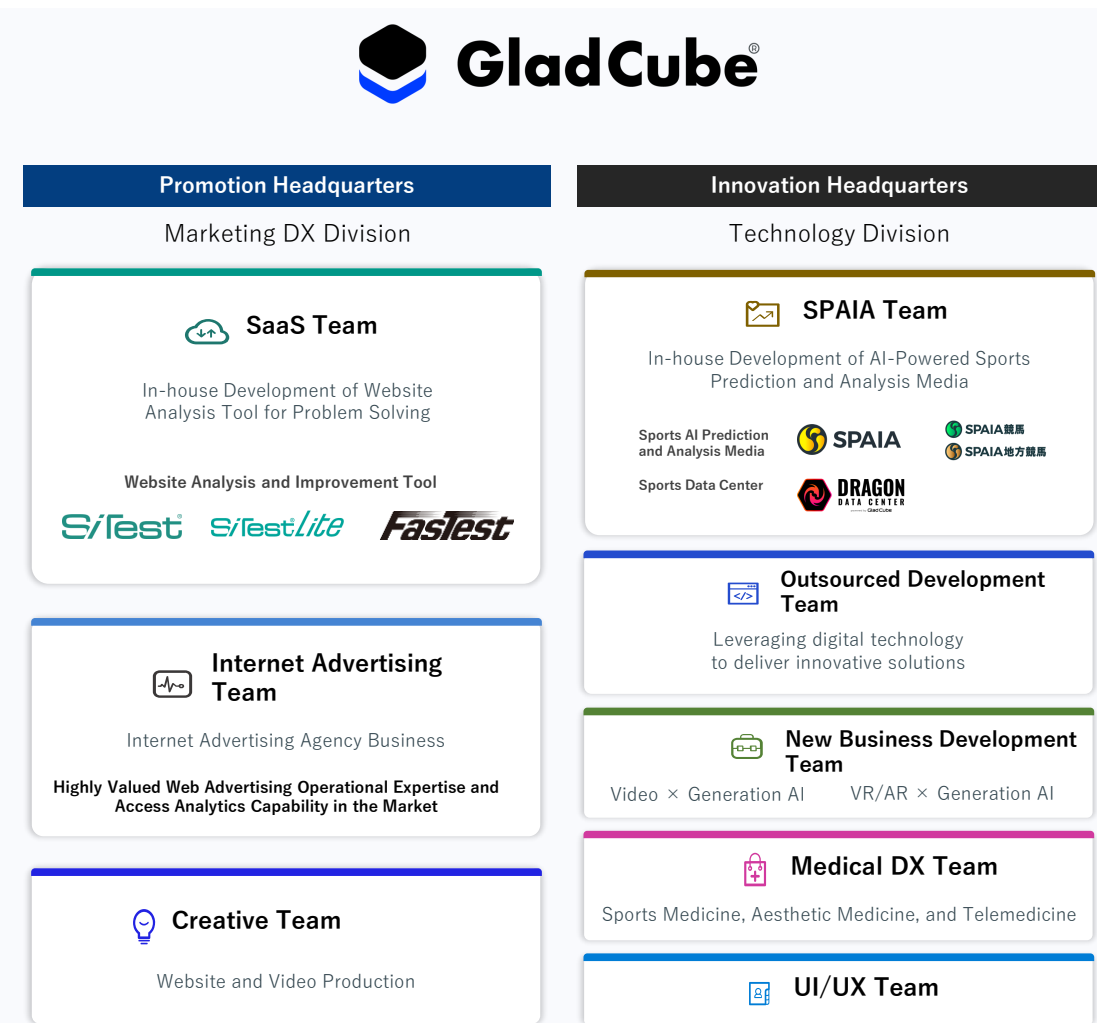 GladCube®
Promotion Headquarters
Marketing DX Division
SaaS Team
In-house Development of Website
Analysis Tool for Problem Solving
Website Analysis and Improvement Tool
SiTest® SiTest Lite FasTest
Internet Advertising
Team
Internet Advertising Agency Business
Highly Valued Web Advertising Operational Expertise and
Access Analytics Capability in the Market
Creative Team
Website and Video Production
Innovation Headquarters
Technology Division
SPAIA Team
In-house Development of AI-Powered Sports
Prediction and Analysis Media
Sports AI Prediction
and Analysis Media
SPAIA
SPAIA競馬
SPAIA地方競馬
Sports Data Center
DRAGON
DATA CENTER
GladCube
Outsourced Development
Team
</>
Leveraging digital technology
to deliver innovative solutions
New Business Development
Team
Video × Generation AI VR/AR × Generation AI
Medical DX Team
Sports Medicine, Aesthetic Medicine, and Telemedicine
UI/UX Team